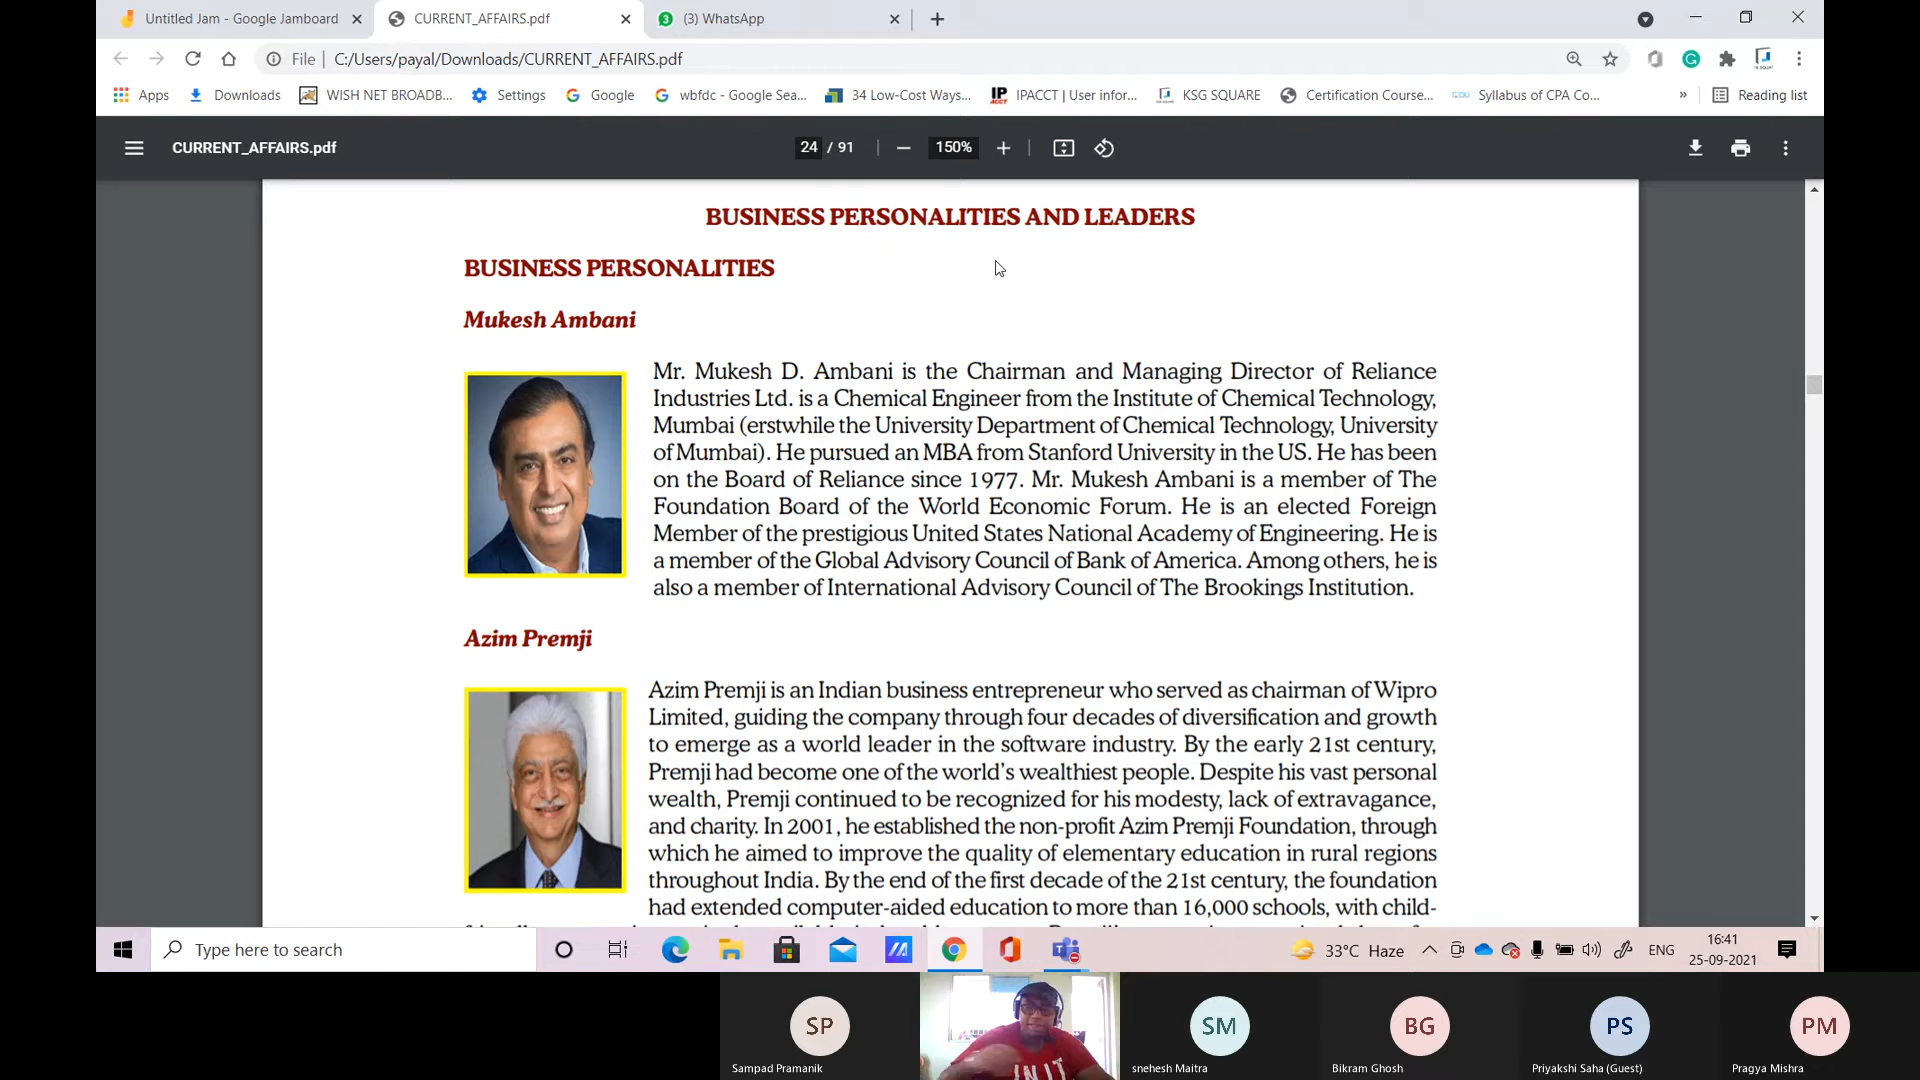 Untitled Jam - Google Jamboard
CURRENT_AFFAIRS.pdf
(3) WhatsApp
File | C:/Users/payal/Downloads/CURRENT_AFFAIRS.pdf
Apps Downloads WISH NET BROADB... Settings Google wbfdc - Google Sea... 34 Low-Cost Ways... IPACCT | User infor... KSG SQUARE Certification Course... Syllabus of CPA Co... » Reading list
CURRENT_AFFAIRS.pdf 24 / 91 150%
BUSINESS PERSONALITIES AND LEADERS
BUSINESS PERSONALITIES
Mukesh Ambani
Mr. Mukesh D. Ambani is the Chairman and Managing Director of Reliance
Industries Ltd. is a Chemical Engineer from the Institute of Chemical Technology,
Mumbai (erstwhile the University Department of Chemical Technology, University
of Mumbai). He pursued an MBA from Stanford University in the US. He has been
on the Board of Reliance since 1977. Mr. Mukesh Ambani is a member of The
Foundation Board of the World Economic Forum. He is an elected Foreign
Member of the prestigious United States National Academy of Engineering. He is
a member of the Global Advisory Council of Bank of America. Among others, he is
also a member of International Advisory Council of The Brookings Institution.
Azim Premji
Azim Premji is an Indian business entrepreneur who served as chairman of Wipro
Limited, guiding the company through four decades of diversification and growth
to emerge as a world leader in the software industry. By the early 21st century,
Premji had become one of the world's wealthiest people. Despite his vast personal
wealth, Premji continued to be recognized for his modesty, lack of extravagance,
and charity. In 2001, he established the non-profit Azim Premji Foundation, through
which he aimed to improve the quality of elementary education in rural regions
throughout India. By the end of the first decade of the 21st century, the foundation
had extended computer-aided education to more than 16,000 schools, with child-
Type here to search
33°C Haze
ENG
16:41
25-09-2021
SP
SM
BG
PS
PM
Sampad Pramanik
snehesh Maitra
Bikram Ghosh
Priyakshi Saha (Guest)
Pragya Mishra